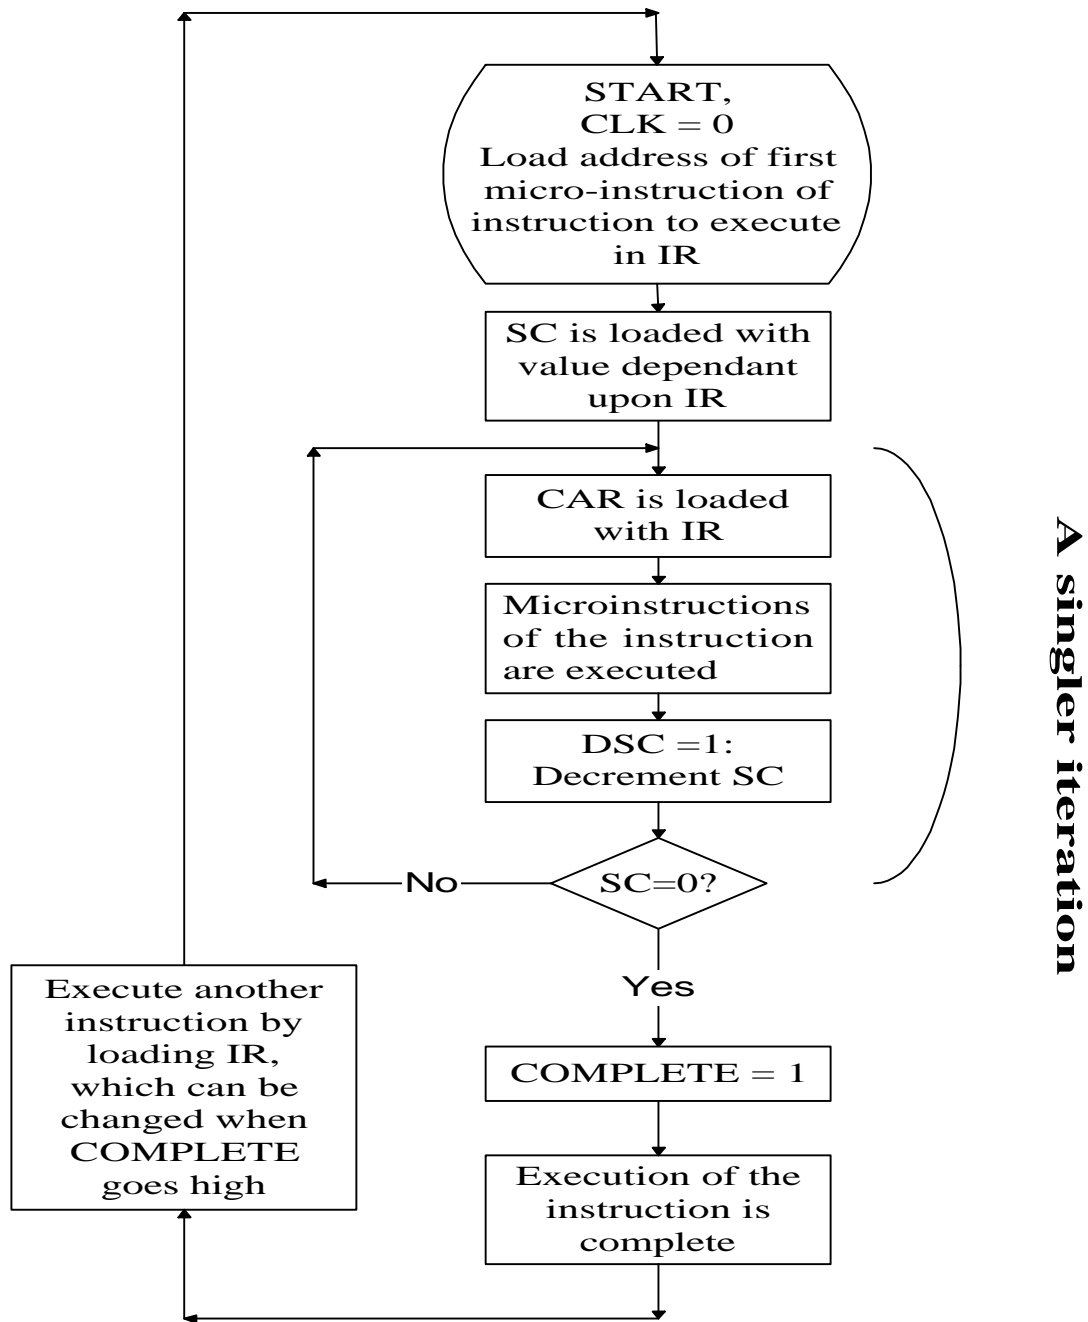 START,
CLK = 0
Load address of first
micro-instruction of
instruction to execute
in IR
SC is loaded with
value dependant
upon IR
CAR is loaded
with IR
Microinstructions
of the instruction
are executed
DSC =1:
Decrement SC
SC=0?
No
Yes
COMPLETE = 1
Execution of the
instruction is
complete
Execute another
instruction by
loading IR,
which can be
changed when
COMPLETE
goes high
A singler iteration